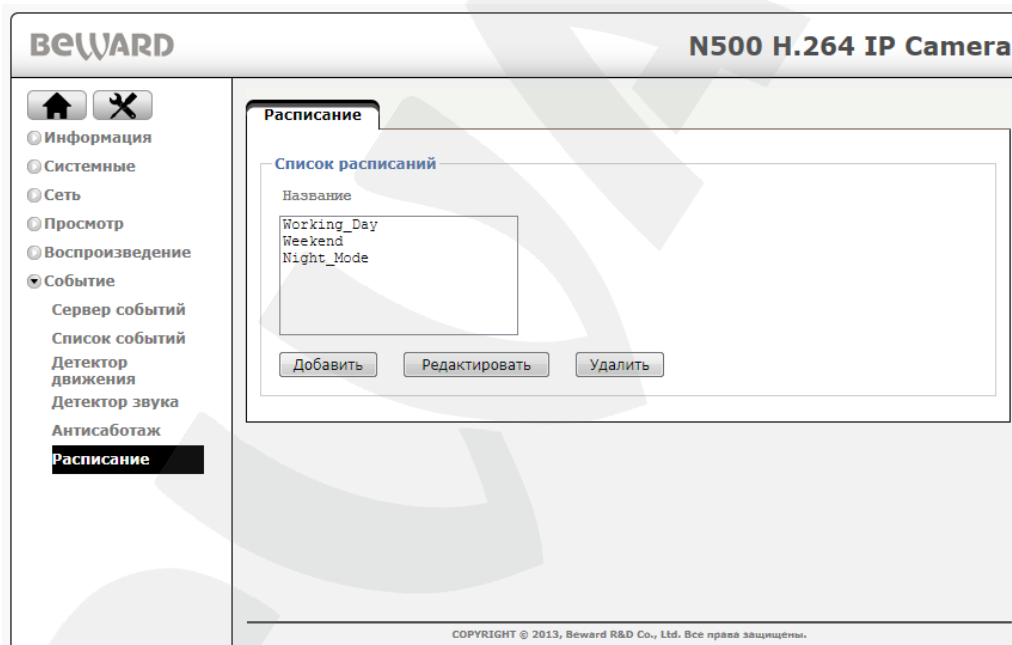 BEWARD
N500 H.264 IP Camera
Информация
Системные
Сеть
Просмотр
Воспроизведение
Событие
Сервер событий
Список событий
Детектор
движения
Детектор звука
Антисаботаж
Расписание
Расписание
Список расписаний
Название
Working_Day
Weekend
Night_Mode
Добавить
Редактировать
Удалить
COPYRIGHT © 2013, Beward R&D Co., Ltd. Все права защищены.